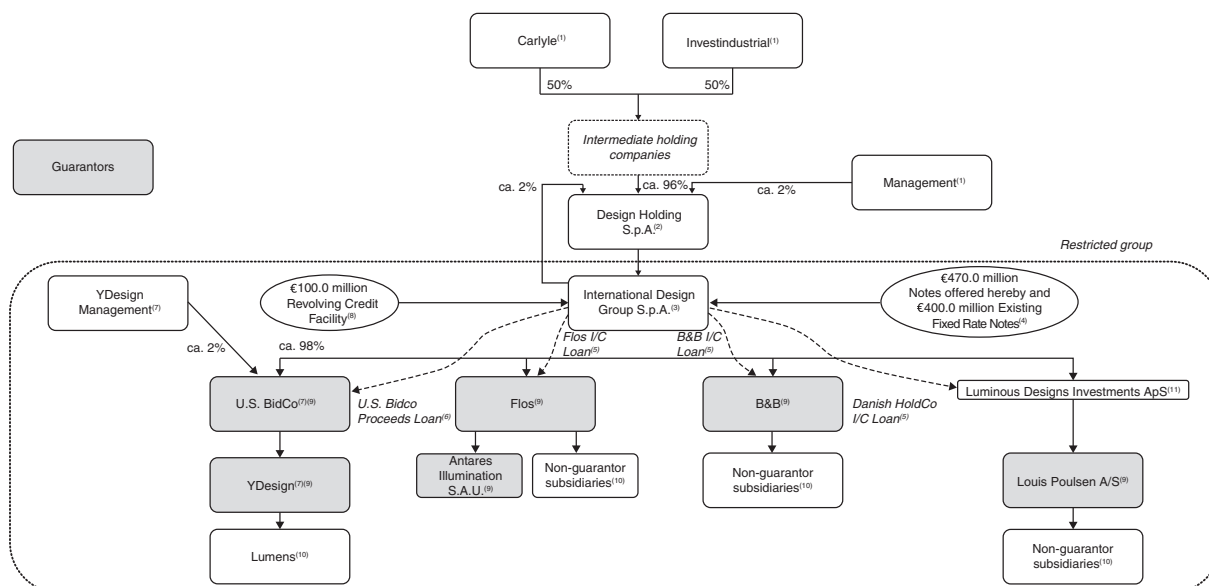 Carlyle(1)
Investindustrial(1)
50%
50%
Intermediate holding
companies
Guarantors
ca. 2%
ca. 96%
ca. 2%
Management(1)
Design Holding
S.p.A.(2)
Restricted group
YDesign
Management(7)
€100.0 million
Revolving Credit
Facility(8)
International Design
Group S.p.A.(3)
€470.0 million
Notes offered hereby and
€400.0 million Existing
Fixed Rate Notes(4)
ca. 2%
ca. 98%
Flos I/C
Loan(5)
B&B I/C
Loan(5)
U.S. BidCo(7)(9)
U.S. Bidco
Proceeds Loan(6)
Flos(9)
B&B(9)
Danish HoldCo
I/C Loan(5)
Luminous Designs Investments ApS(11)
YDesign(7)(9)
Antares
Illumination
S.A.U.(9)
Non-guarantor
subsidiaries(10)
Non-guarantor
subsidiaries(10)
Louis Poulsen A/S(9)
Lumens(10)
Non-guarantor
subsidiaries(10)